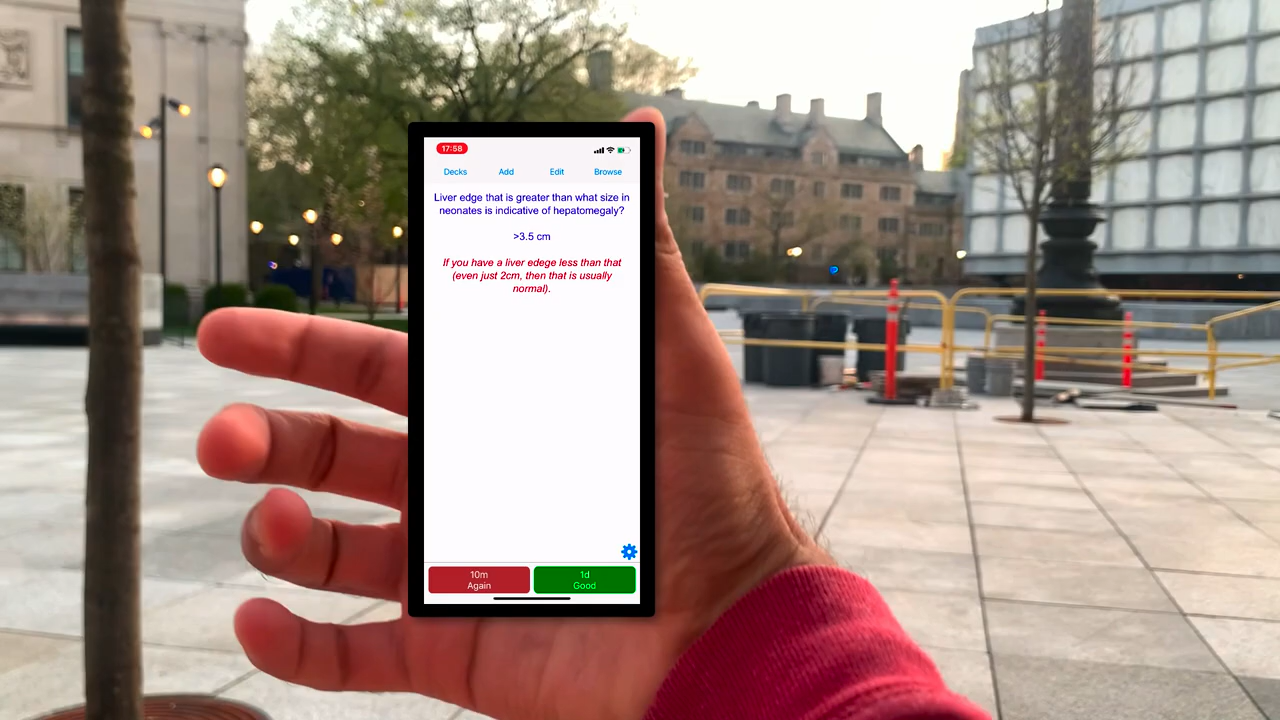 17:58
Decks Add Edit Browse
Liver edge that is greater than what size in
neonates is indicative of hepatomegaly?
>3.5 cm
If you have a liver edege less than that
(even just 2cm, then that is usually
normal).
10m
Again
1d
Good